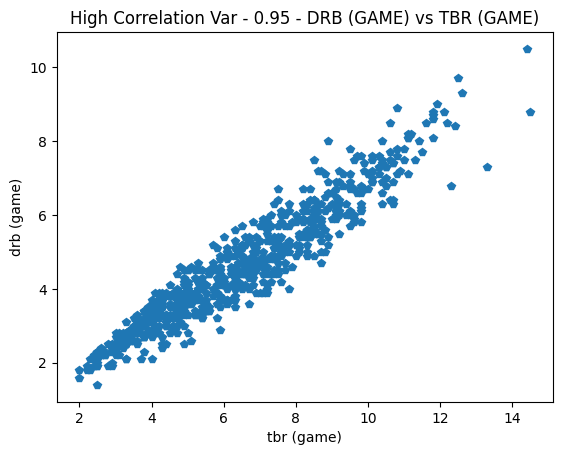 High Correlation Var - 0.95 - DRB (GAME) vs TBR (GAME)
drb (game)
10
8
6
4
2
2 4 6 8 10 12 14
tbr (game)